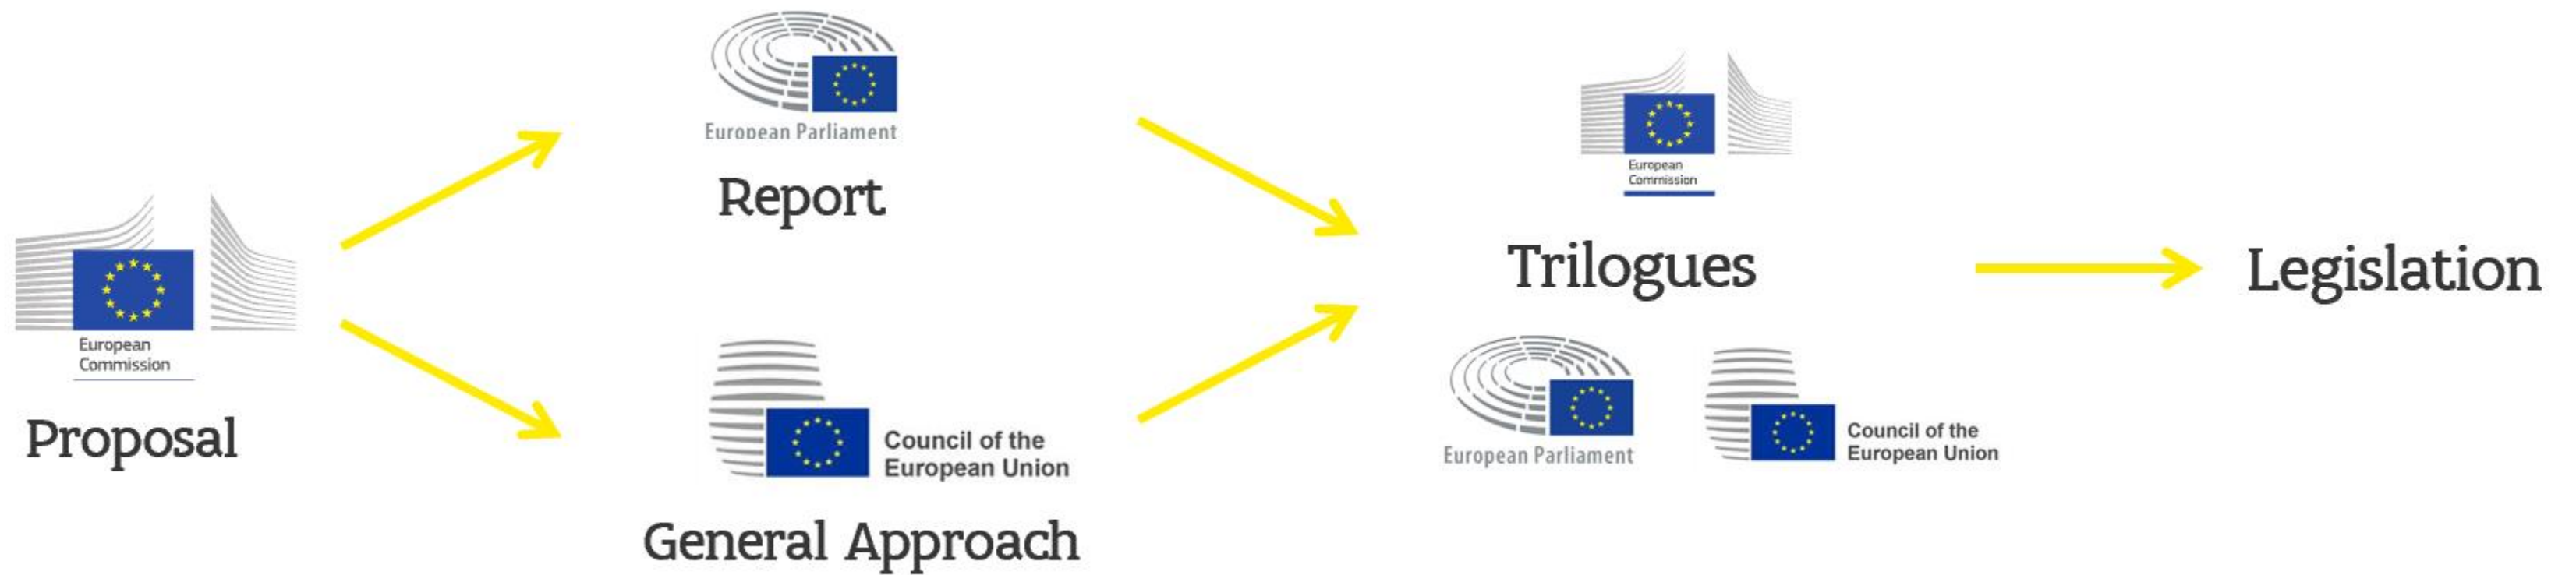 European
Commission
Proposal
European Parliament
Report
Council of the
European Union
General Approach
European
Commission
Trilogues
European Parliament
Council of the
European Union
Legislation